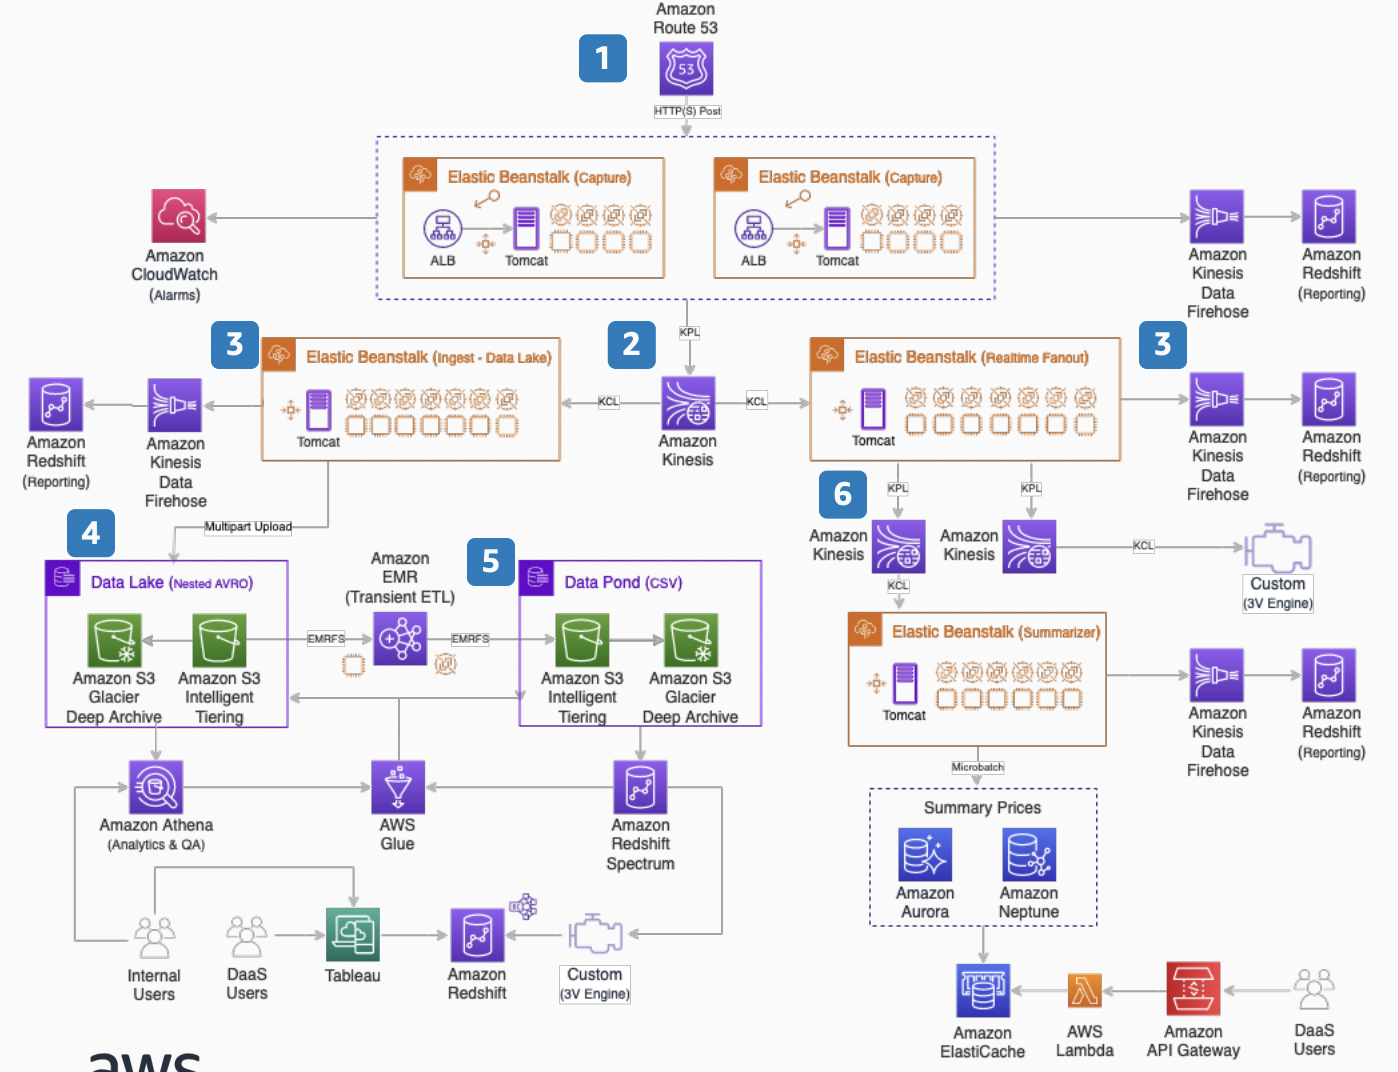 Amazon
Route 53
1
53
HTTP(S) Post
Elastic Beanstalk (Capture)
ALB
Tomcat
Elastic Beanstalk (Capture)
ALB
Tomcat
Amazon
CloudWatch
(Alarms)
Amazon
Kinesis
Data
Firehose
Amazon
Redshift
(Reporting)
KPL
3
Elastic Beanstalk (Ingest - Data Lake)
Tomcat
2
KCL
KCL
Amazon
Kinesis
Elastic Beanstalk (Realtime Fanout)
Tomcat
3
Amazon
Redshift
(Reporting)
Amazon
Kinesis
Data
Firehose
Amazon
Kinesis
Data
Firehose
Amazon
Redshift
(Reporting)
Multipart Upload
6
KPL
KPL
Amazon
Kinesis
Amazon
Kinesis
KCL
Custom
(3V Engine)
KCL
4
Data Lake (Nested AVRO)
Amazon S3
Glacier
Deep Archive
Amazon S3
Intelligent
Tiering
Amazon
EMR
(Transient ETL)
EMRFS
EMRFS
5
Data Pond (CSV)
Amazon S3
Intelligent
Tiering
Amazon S3
Glacier
Deep Archive
Elastic Beanstalk (Summarizer)
Tomcat
Amazon
Kinesis
Data
Firehose
Amazon
Redshift
(Reporting)
Microbatch
Amazon Athena
(Analytics & QA)
AWS
Glue
Amazon
Redshift
Spectrum
Summary Prices
Amazon
Aurora
Amazon
Neptune
Internal
Users
DaaS
Users
Tableau
Amazon
Redshift
Custom
(3V Engine)
Amazon
ElastiCache
AWS
Lambda
Amazon
API Gateway
DaaS
Users
aws